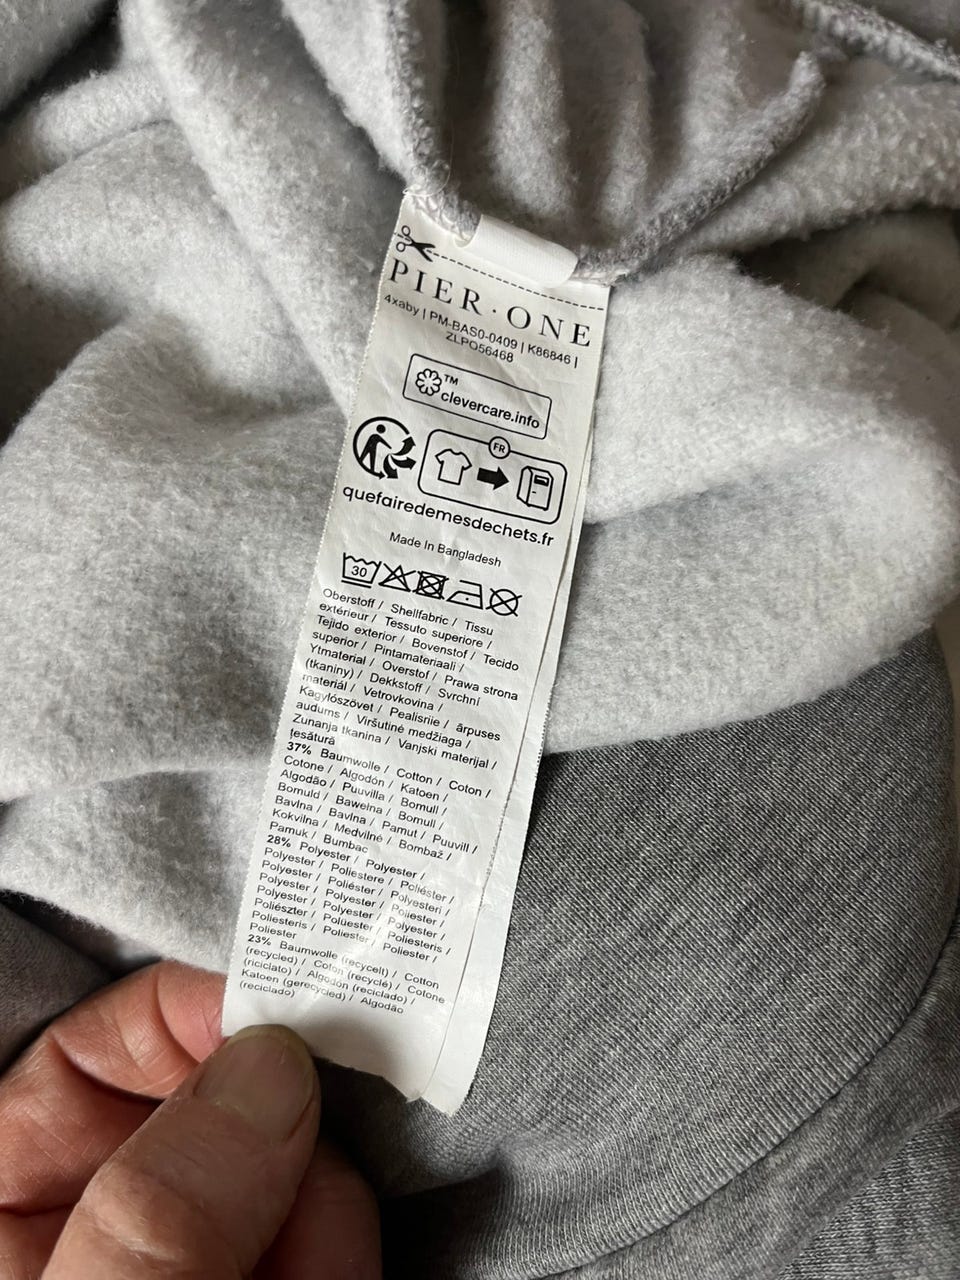 PIER·ONE
4xaby | PM-BAS0-0409 | K86846 |
ZLPO56468
TM
clevercare.info
FR
quefairedemesdechets.fr
Made In Bangladesh
30
Oberstoff / Shellfabric / Tissu
extérieur / Tessuto superiore /
Tejido exterior / Bovenstof / Tecido
superior / Pintamateriaali /
Ytmaterial / Overstof / Prawa strona
(tkaniny) / Dekkstoff / Svrchní
materiál / Vetrovkovina /
Kagylószövet / Pealisriie / ārpuses
audums / Viršutinė medžiaga /
Zunanja tkanina / Vanjski materijal /
țesătură
37% Baumwolle / Cotton / Coton /
Cotone / Algodón / Katoen /
Algodão / Puuvilla / Bomull /
Bomuld / Bawełna / Bomull /
Bavlna / Bavlna / Pamut / Puuvill /
Kokvilna / Medvilnė / Bombaž /
Pamuk / Bumbac
28% Polyester / Polyester /
Polyester / Poliestere / Poliéster /
Polyester / Poliéster / Polyesteri /
Polyester / Polyester / Poliester /
Polyester / Polyester / Polyester /
Poliészter / Polüester / Poliesteris /
Poliesteris / Poliester / Poliester /
Poliester
23% Baumwolle (recycelt) / Cotton
(recycled) / Coton (recyclé) / Cotone
(riciclato) / Algodón (reciclado) /
Katoen (gerecycled) / Algodão
(reciclado)